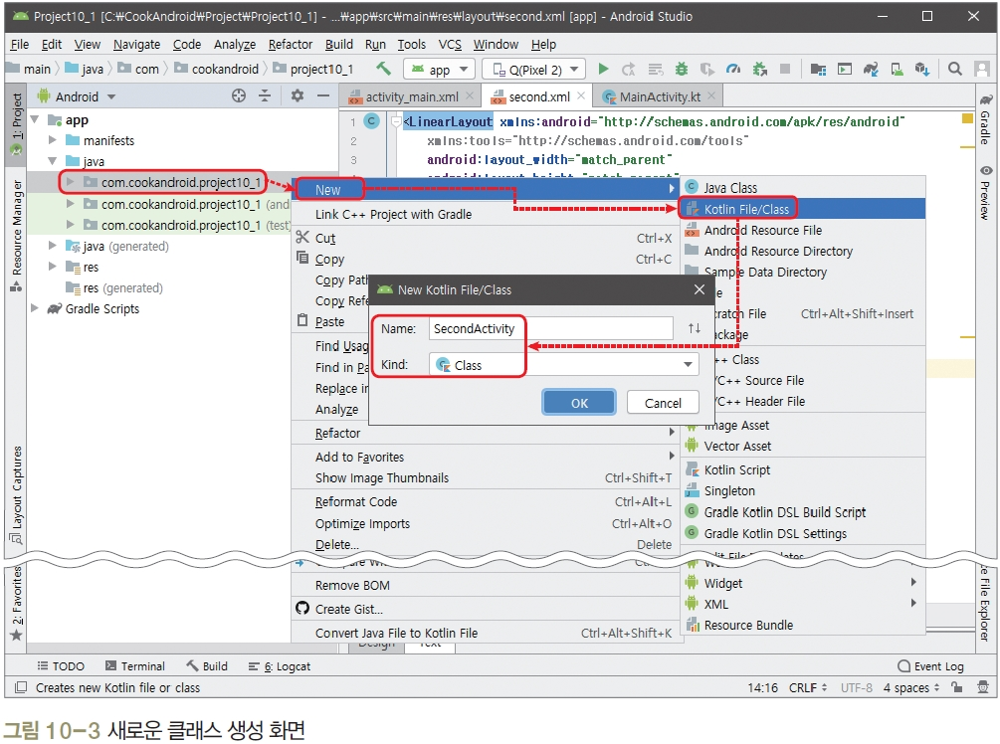 Project10_1 [C:₩CookAndroid₩Project₩Project10_1] - ...₩app₩src₩main₩res₩layout₩second.xml [app] - Android Studio
File Edit View Navigate Code Analyze Refactor Build Run Tools VCS Window Help
main java com cookandroid project10_1 app Q(Pixel 2)
Android activity_main.xml second.xml MainActivity.kt
1: Project
Resource Manager
Layout Captures
2: Favorites
app
manifests
java
com.cookandroid.project10_1
com.cookandroid.project10_1 (and
com.cookandroid.project10_1 (test)
java (generated)
res
res (generated)
Gradle Scripts
1 <LinearLayout xmlns:android="http://schemas.android.com/apk/res/android"
2 xmlns:tools="http://schemas.android.com/tools"
3 android:layout_width="match_parent"
android:layout_height="match_parent"
New
Link C++ Project with Gradle
Cut Ctrl+X
Copy Ctrl+C
Copy Path
Copy Refe
Paste
Find Usag
Find in Pa
Replace in
Analyze
Refactor
Add to Favorites
Show Image Thumbnails Ctrl+Shift+T
Reformat Code Ctrl+Alt+L
Optimize Imports Ctrl+Alt+O
Delete... Delete
Compare Wi
Remove BOM
Create Gist...
Convert Java File to Kotlin File Ctrl+Alt+Shift+K
Java Class
Kotlin File/Class
Android Resource File
Android Resource Directory
Sample Data Directory
File
Scratch File Ctrl+Alt+Shift+Insert
Package
C++ Class
C/C++ Source File
C/C++ Header File
Image Asset
Vector Asset
Kotlin Script
Singleton
Gradle Kotlin DSL Build Script
Gradle Kotlin DSL Settings
Edit File Templates
Widget
XML
Resource Bundle
New Kotlin File/Class
Name: SecondActivity
Kind: Class
OK Cancel
Gradle
Preview
e File Explorer
Design Text
TODO Terminal Build 6: Logcat Event Log
Creates new Kotlin file or class 14:16 CRLF UTF-8 4 spaces
그림 10-3 새로운 클래스 생성 화면